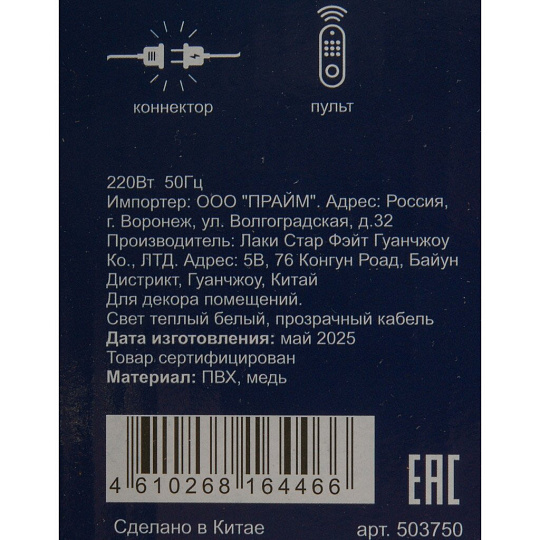 коннектор
пульт
220Вт 50Гц
Импортер: ООО "ПРАЙМ". Адрес: Россия,
г. Воронеж, ул. Волгоградская, д.32
Производитель: Лаки Стар Фэйт Гуанчжоу
Ко., ЛТД. Адрес: 5В, 76 Конгун Роад, Байун
Дистрикт, Гуанчжоу, Китай
Для декора помещений.
Свет теплый белый, прозрачный кабель
Дата изготовления: май 2025
Товар сертифицирован
Материал: ПВХ, медь
4 610268 164466
EAC
Сделано в Китае
арт. 503750